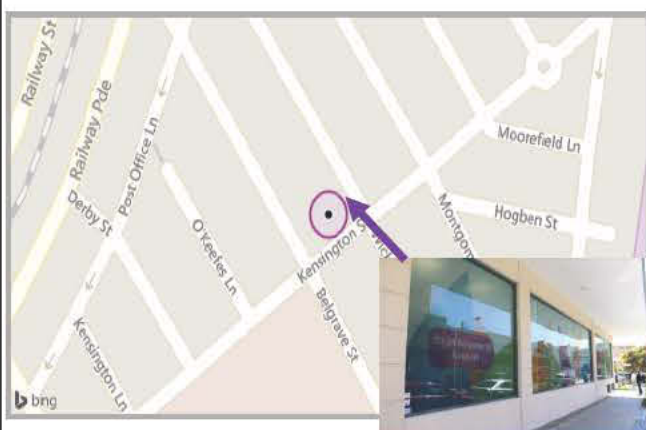 Railway St
Railway Pde
Post Office Ln
Derby St
O'Keefes Ln
Kensington Ln
Kensington S
Belgrave St
Montgom
Moorefield Ln
Hogben St
bing